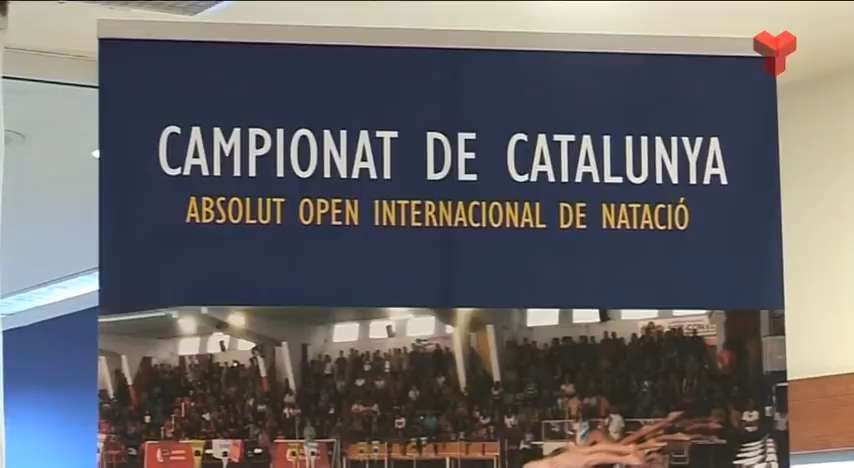 CAMPIONAT DE CATALUNYA
ABSOLUT OPEN INTERNACIONAL DE NATACIÓ